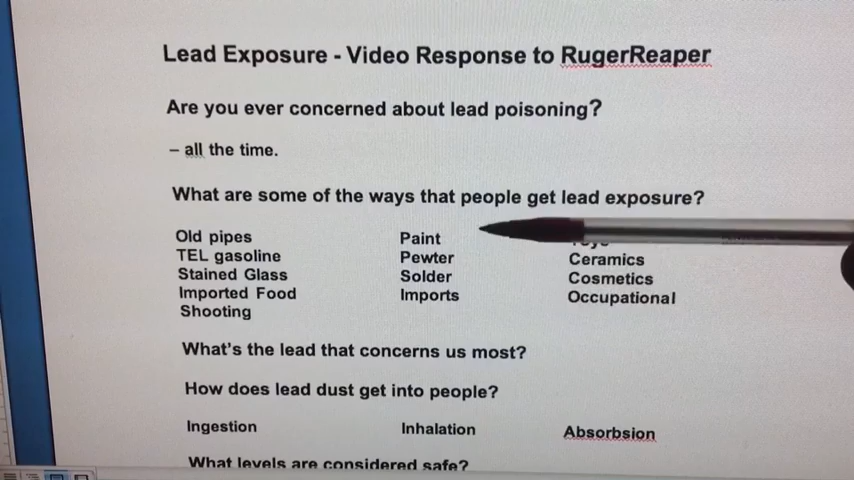 Lead Exposure - Video Response to RugerReaper
Are you ever concerned about lead poisoning?
– all the time.
What are some of the ways that people get lead exposure?
Old pipes Paint
TEL gasoline Pewter Ceramics
Stained Glass Solder Cosmetics
Imported Food Imports Occupational
Shooting
What's the lead that concerns us most?
How does lead dust get into people?
Ingestion Inhalation Absorbsion
What levels are considered safe?